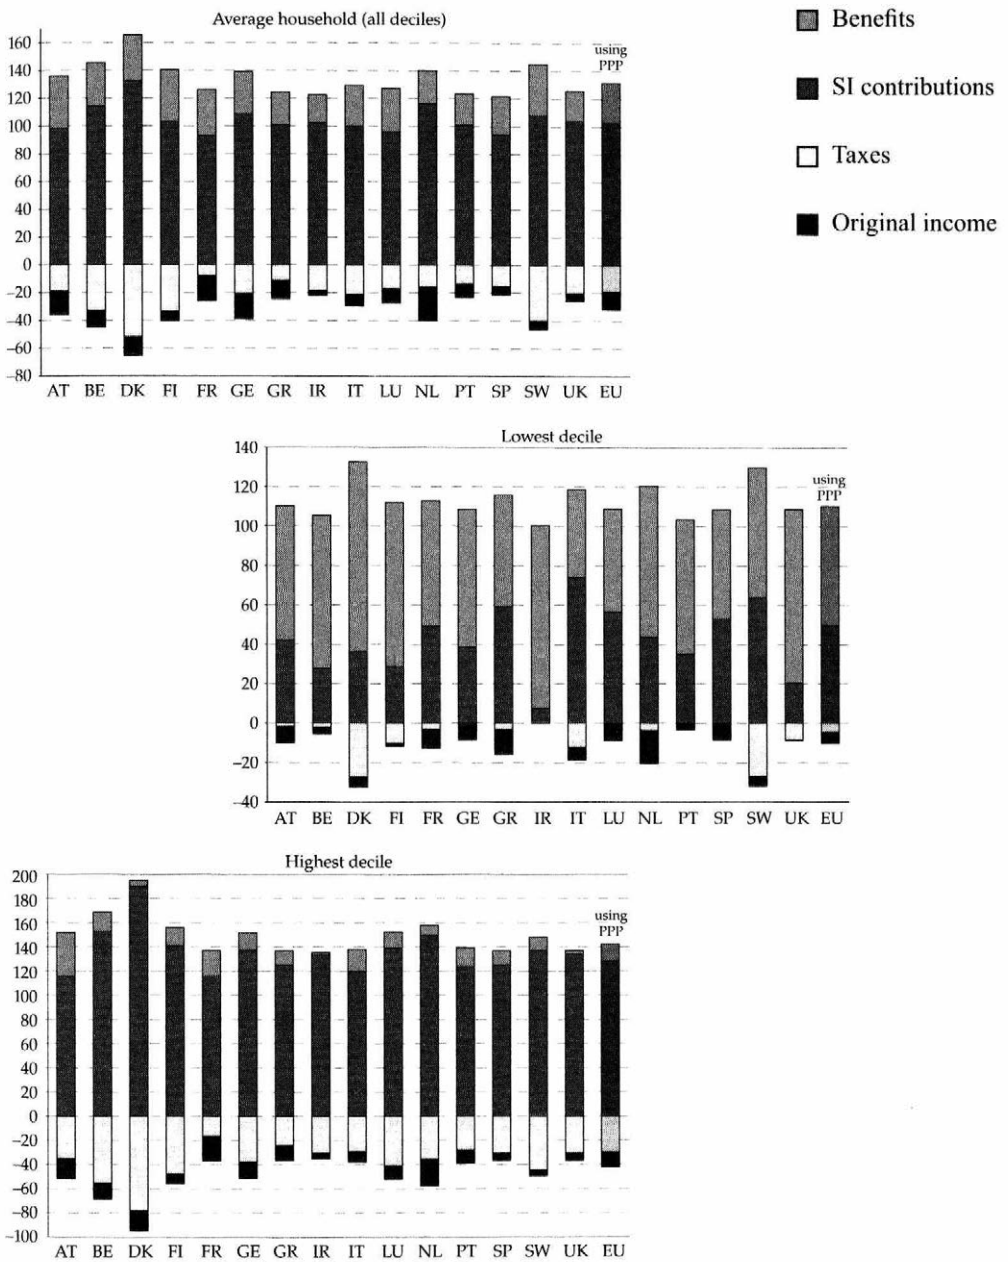 Average household (all deciles)
160
140
120
100
80
60
40
20
0
−20
−40
−60
−80
using
PPP
AT BE DK FI FR GE GR IR IT LU NL PT SP SW UK EU
Benefits
SI contributions
Taxes
Original income
Lowest decile
140
120
100
80
60
40
20
0
−20
−40
using
PPP
AT BE DK FI FR GE GR IR IT LU NL PT SP SW UK EU
Highest decile
200
180
160
140
120
100
80
60
40
20
0
−20
−40
−60
−80
−100
using
PPP
AT BE DK FI FR GE GR IR IT LU NL PT SP SW UK EU